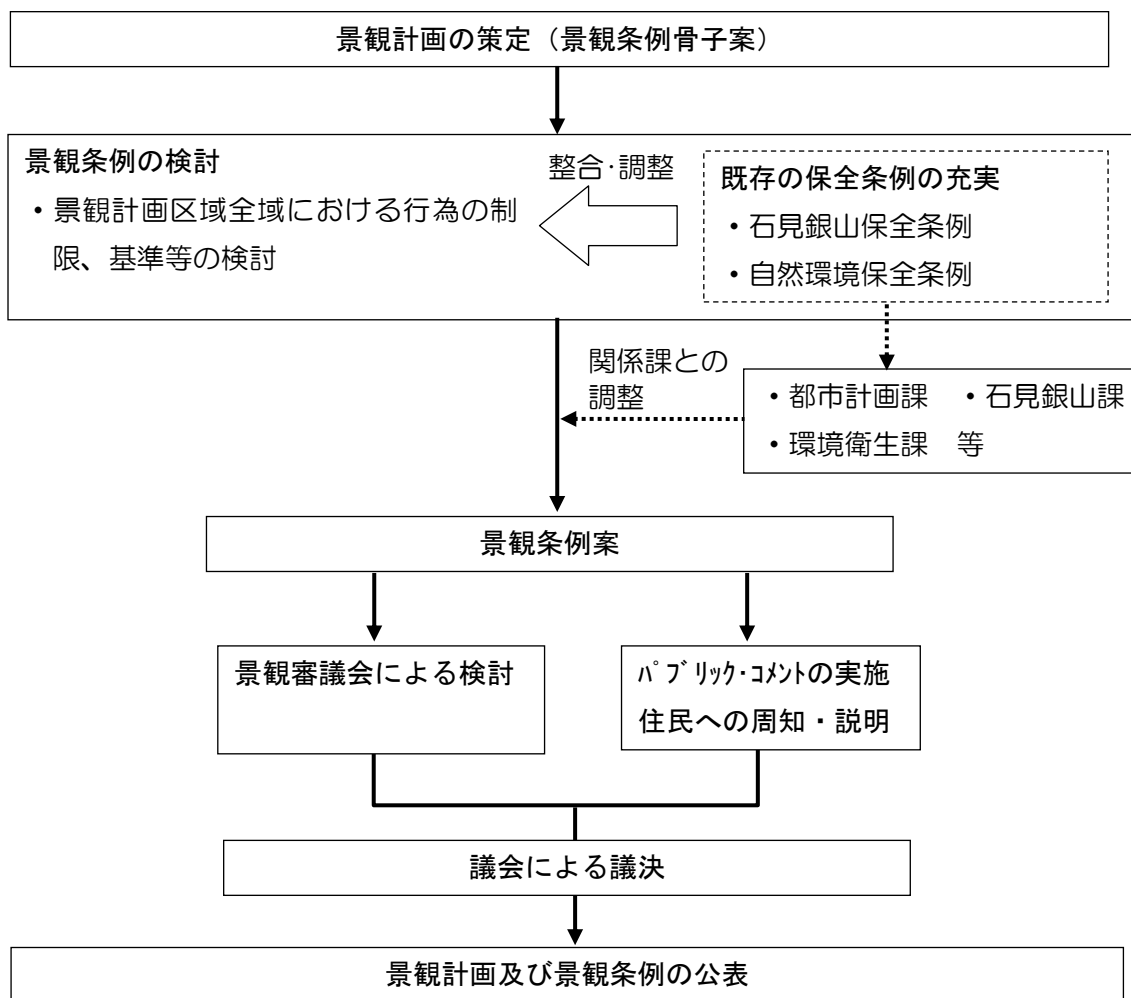 景観計画の策定（景観条例骨子案）
景観条例の検討
・景観計画区域全域における行為の制
限、基準等の検討
整合･調整
既存の保全条例の充実
・石見銀山保全条例
・自然環境保全条例
関係課との
調整
・都市計画課　・石見銀山課
・環境衛生課　等
景観条例案
景観審議会による検討
ﾊﾟﾌﾞﾘｯｸ･ｺﾒﾝﾄの実施
住民への周知・説明
議会による議決
景観計画及び景観条例の公表